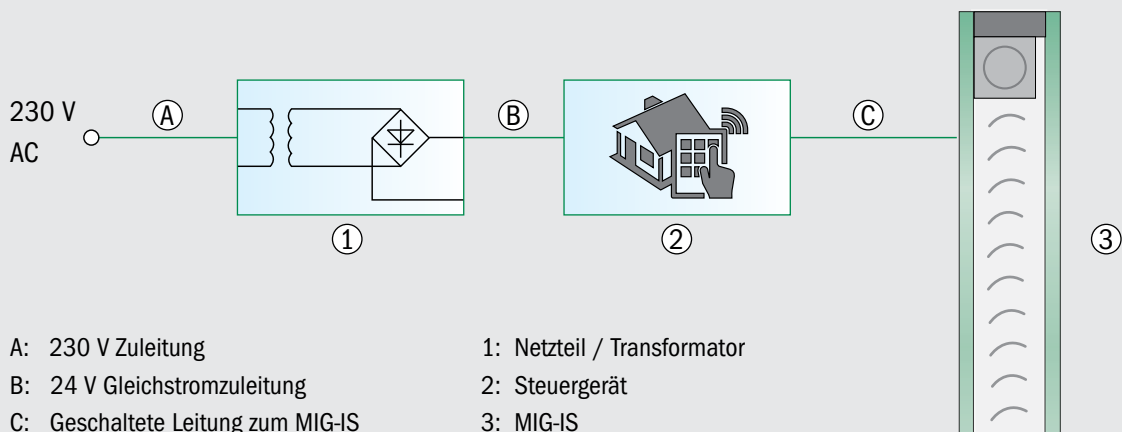 230 V
AC
A
B
C
1
2
3
A: 230 V Zuleitung
B: 24 V Gleichstromzuleitung
C: Geschaltete Leitung zum MIG-IS
1: Netzteil / Transformator
2: Steuergerät
3: MIG-IS